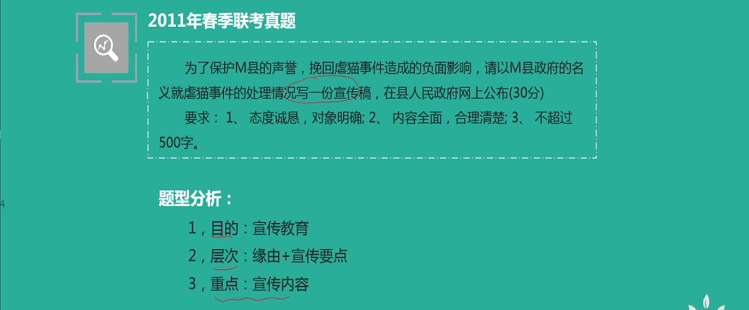 2011年春季联考真题
为了保护M县的声誉，挽回虐猫事件造成的负面影响，请以M县政府的名
义就虐猫事件的处理情况写一份宣传稿，在县人民政府网上公布(30分)
要求：1、 态度诚恳，对象明确; 2、 内容全面，合理清楚; 3、 不超过
500字。
题型分析：
1，目的：宣传教育
2，层次：缘由+宣传要点
3，重点：宣传内容
4